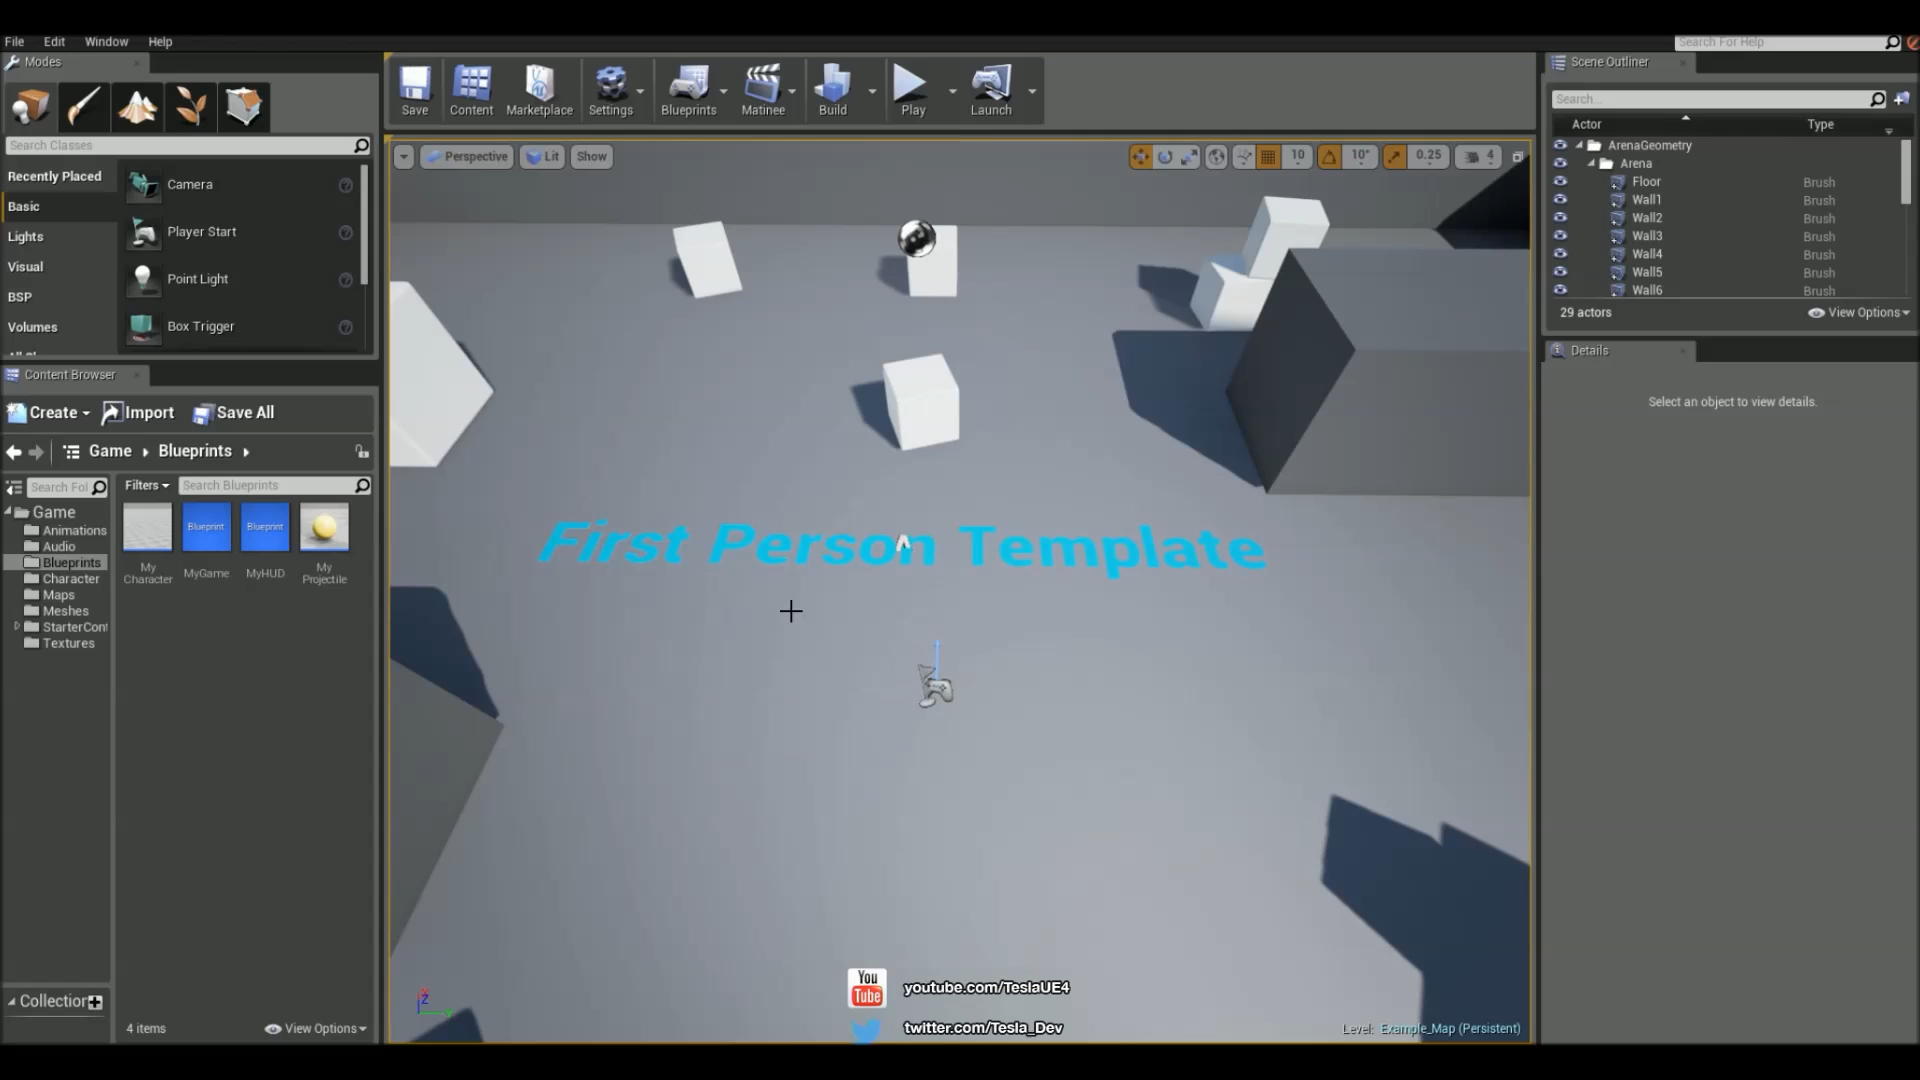 File Edit Window Help
Search For Help
Modes
Search Classes
Recently Placed
Basic
Lights
Visual
BSP
Volumes
Camera
Player Start
Point Light
Box Trigger
Save
Content
Marketplace
Settings
Blueprints
Matinee
Build
Play
Launch
Perspective
Lit
Show
10
10°
0.25
4
Scene Outliner
Search...
Actor Type
ArenaGeometry
Arena
Floor Brush
Wall1 Brush
Wall2 Brush
Wall3 Brush
Wall4 Brush
Wall5 Brush
Wall6 Brush
29 actors
View Options
Details
Select an object to view details.
Content Browser
Create Import Save All
Game Blueprints
Search Fol
Filters
Search Blueprints
Game
Animations
Audio
Blueprints
Character
Maps
Meshes
StarterCont
Textures
Blueprint
Blueprint
My Character
MyGame
MyHUD
My Projectile
Collection
4 items
View Options
First Person Template
You Tube
youtube.com/TeslaUE4
twitter.com/Tesla_Dev
Level: Example_Map (Persistent)